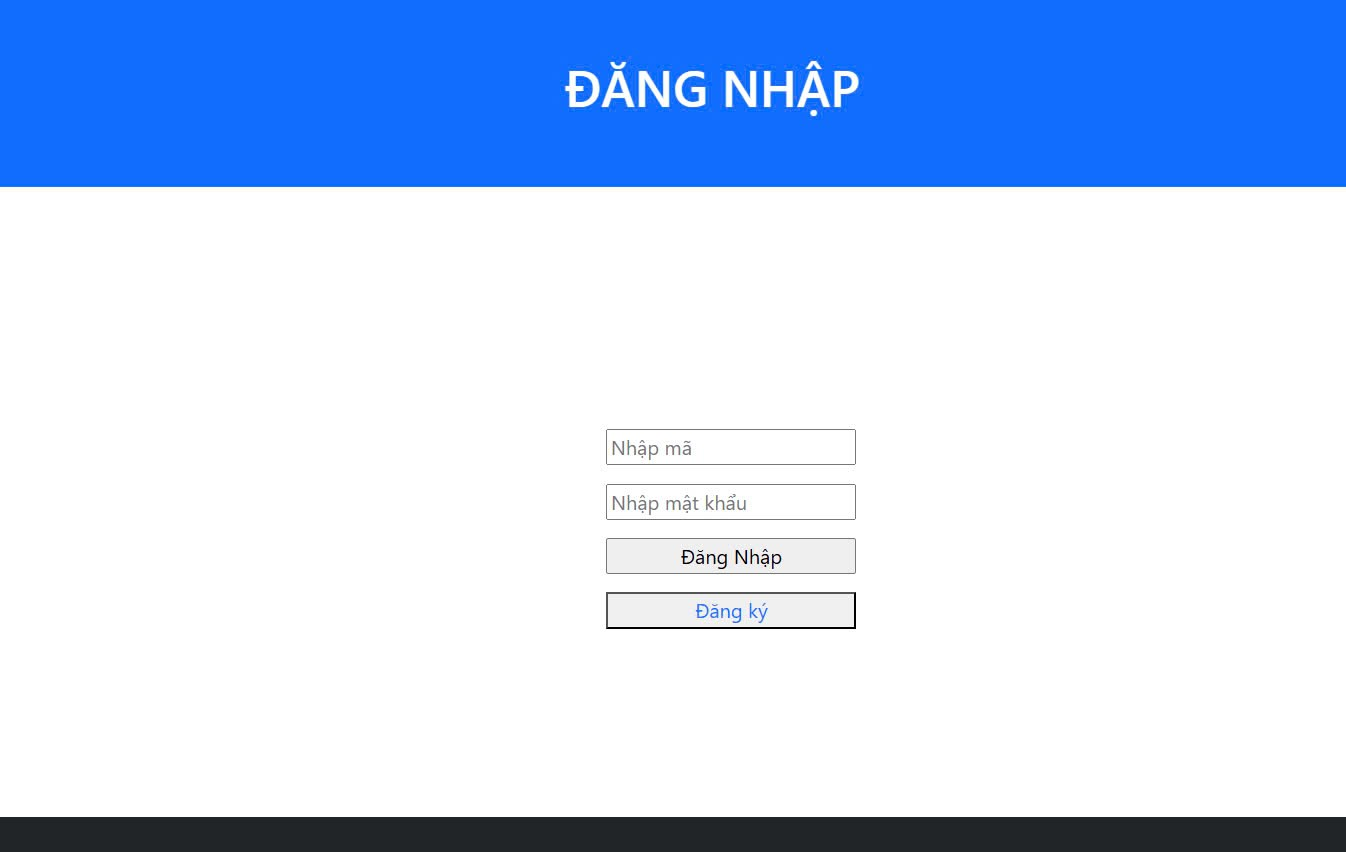 ĐĂNG NHẬP
Nhập mã
Nhập mật khẩu
Đăng Nhập
Đăng ký